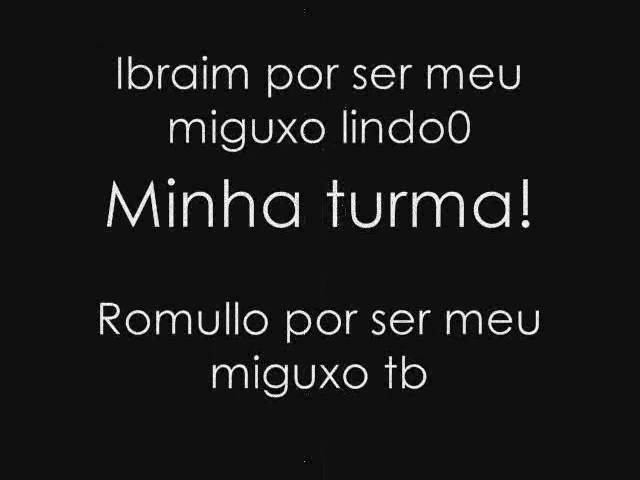 Ibraim por ser meu
miguxo lindo0
Minha turma!
Romullo por ser meu
miguxo tb